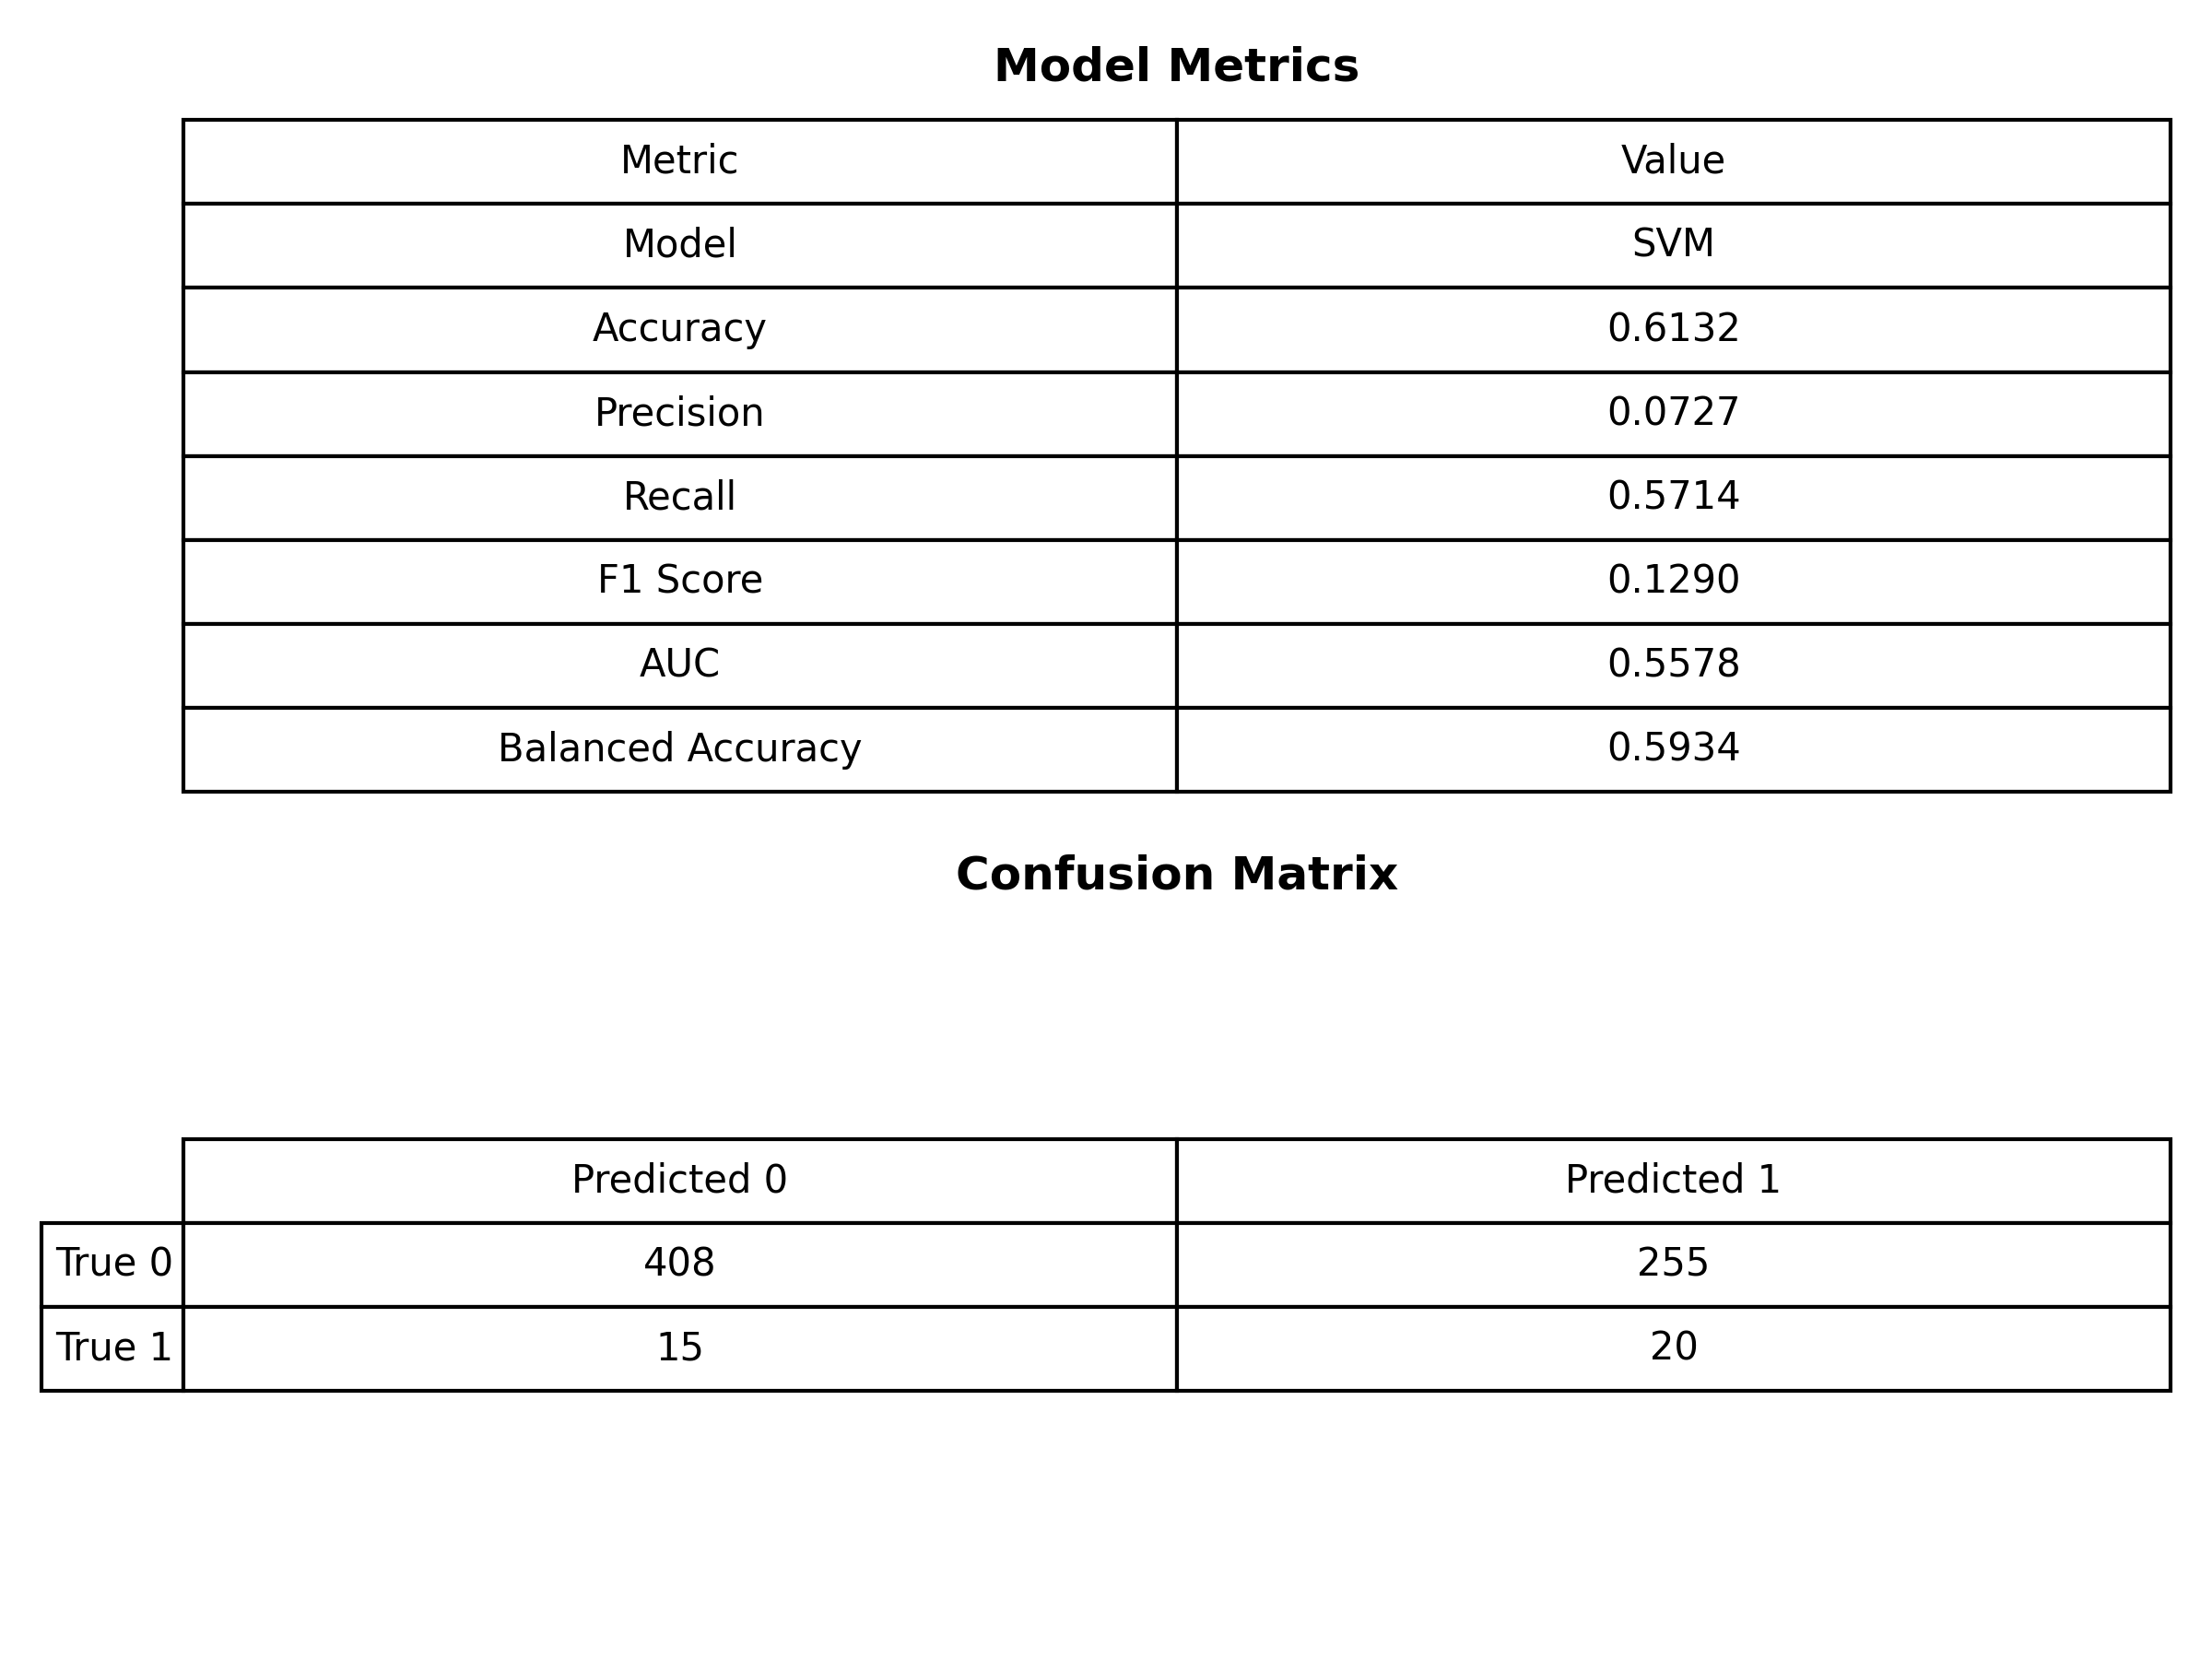 Model Metrics
Metric Value
Model SVM
Accuracy 0.6132
Precision 0.0727
Recall 0.5714
F1 Score 0.1290
AUC 0.5578
Balanced Accuracy 0.5934
Confusion Matrix
Predicted 0 Predicted 1
True 0 408 255
True 1 15 20